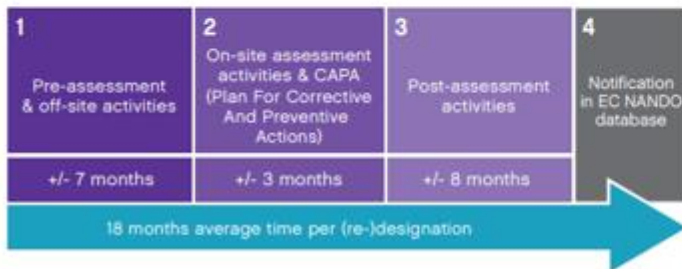 1
Pre-assessment
& off-site activities
+/- 7 months
2
On-site assessment
activities & CAPA
(Plan For Corrective
And Preventive
Actions)
+/- 3 months
3
Post-assessment
activities
+/- 8 months
4
Notification
in EC NANDO
database
18 months average time per (re-)designation